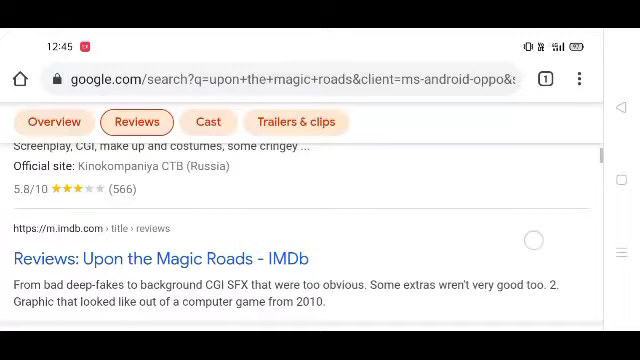 12:45
google.com/search?q=upon+the+magic+roads&client=ms-android-oppo&s
1
Overview
Reviews
Cast
Trailers & clips
Screenplay, CGI, make up and costumes, some cringey ...
Official site: Kinokompaniya CTB (Russia)
5.8/10 ★★★★★ (566)
https://m.imdb.com › title › reviews
Reviews: Upon the Magic Roads - IMDb
From bad deep-fakes to background CGI SFX that were too obvious. Some extras wren't very good too. 2.
Graphic that looked like out of a computer game from 2010.